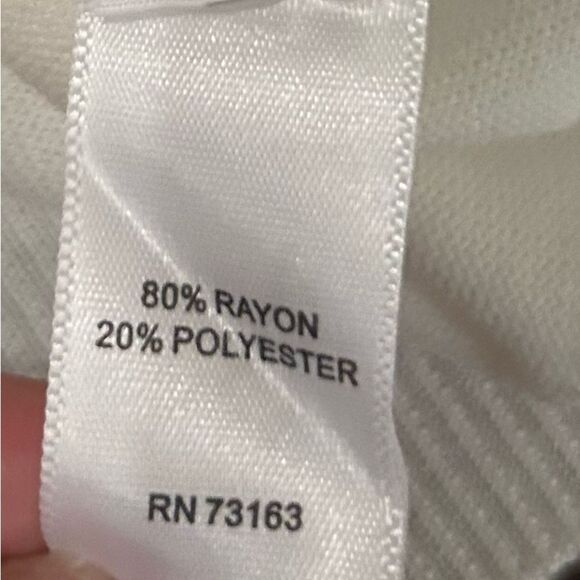 80% RAYON
20% POLYESTER
RN 73163